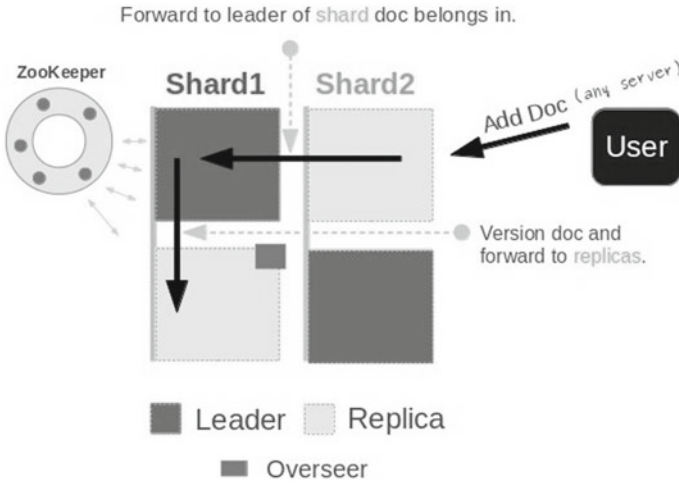 Forward to leader of shard doc belongs in.
ZooKeeper
Shard1
Shard2
Add Doc (any server)
User
Version doc and
forward to replicas.
Leader
Replica
Overseer